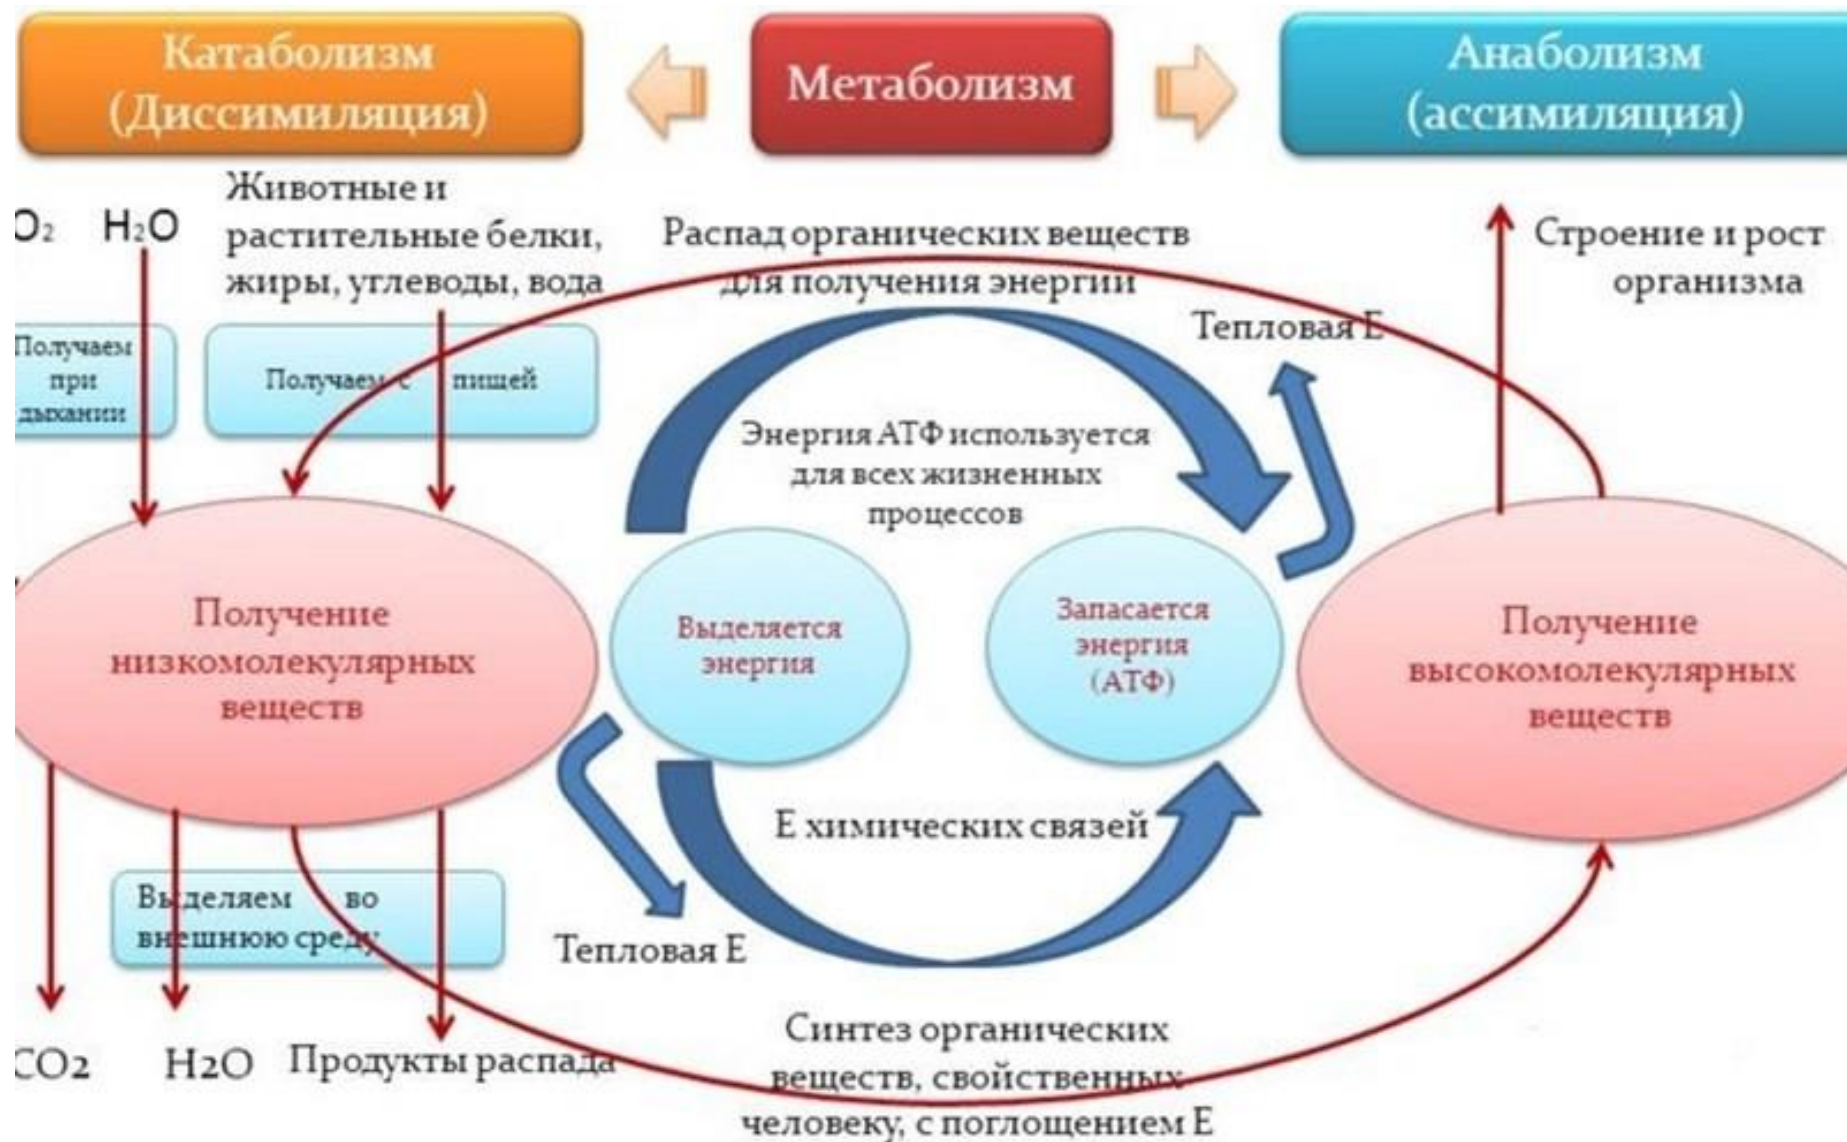 Катаболизм
(Диссимиляция)
Метаболизм
Анаболизм
(ассимиляция)
O₂ H₂O
Животные и
растительные белки,
жиры, углеводы, вода
Распад органических веществ
для получения энергии
Строение и рост
организма
Тепловая Е
Получаем
при
дыхании
Получаем с пищей
Энергия АТФ используется
для всех жизненных
процессов
Получение
низкомолекулярных
веществ
Выделяется
энергия
Запасается
энергия
(АТФ)
Получение
высокомолекулярных
веществ
Е химических связей
Выделяем во
внешнюю среду
Тепловая Е
CO2 H2O Продукты распада
Синтез органических
веществ, свойственных
человеку, с поглощением Е